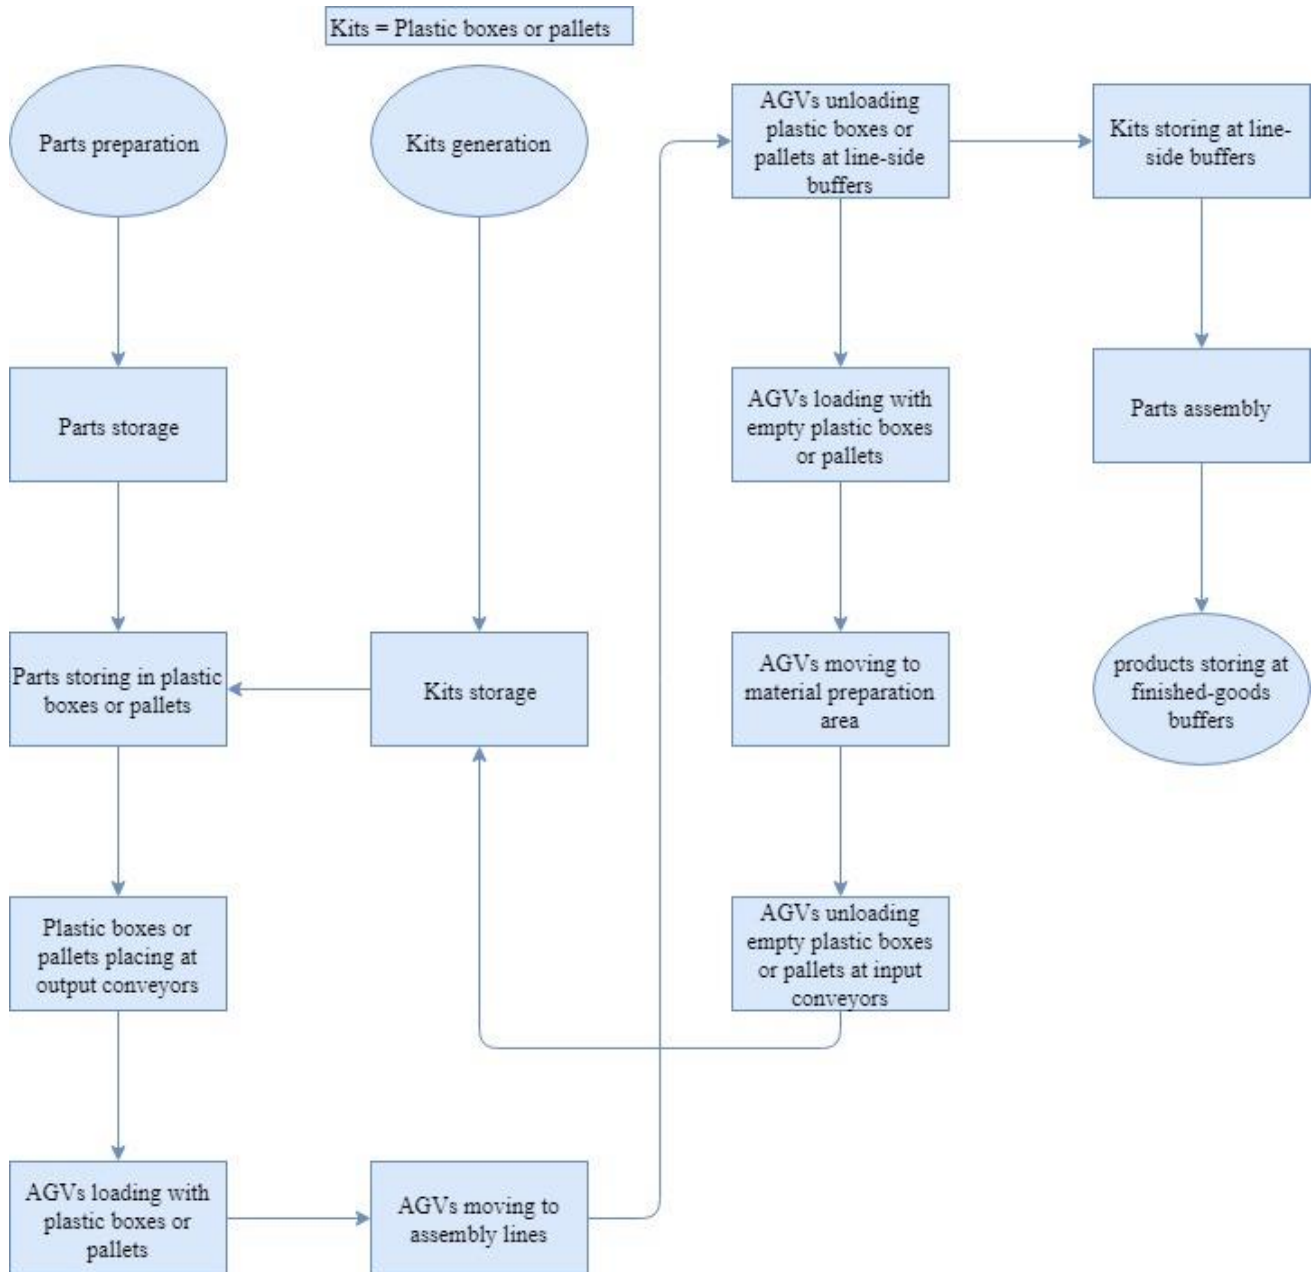 Kits = Plastic boxes or pallets
Parts preparation
Kits generation
AGVs unloading
plastic boxes or
pallets at line-side
buffers
Kits storing at line-
side buffers
Parts storage
AGVs loading with
empty plastic boxes
or pallets
Parts assembly
Parts storing in plastic
boxes or pallets
Kits storage
AGVs moving to
material preparation
area
products storing at
finished-goods
buffers
Plastic boxes or
pallets placing at
output conveyors
AGVs unloading
empty plastic boxes
or pallets at input
conveyors
AGVs loading with
plastic boxes or
pallets
AGVs moving to
assembly lines